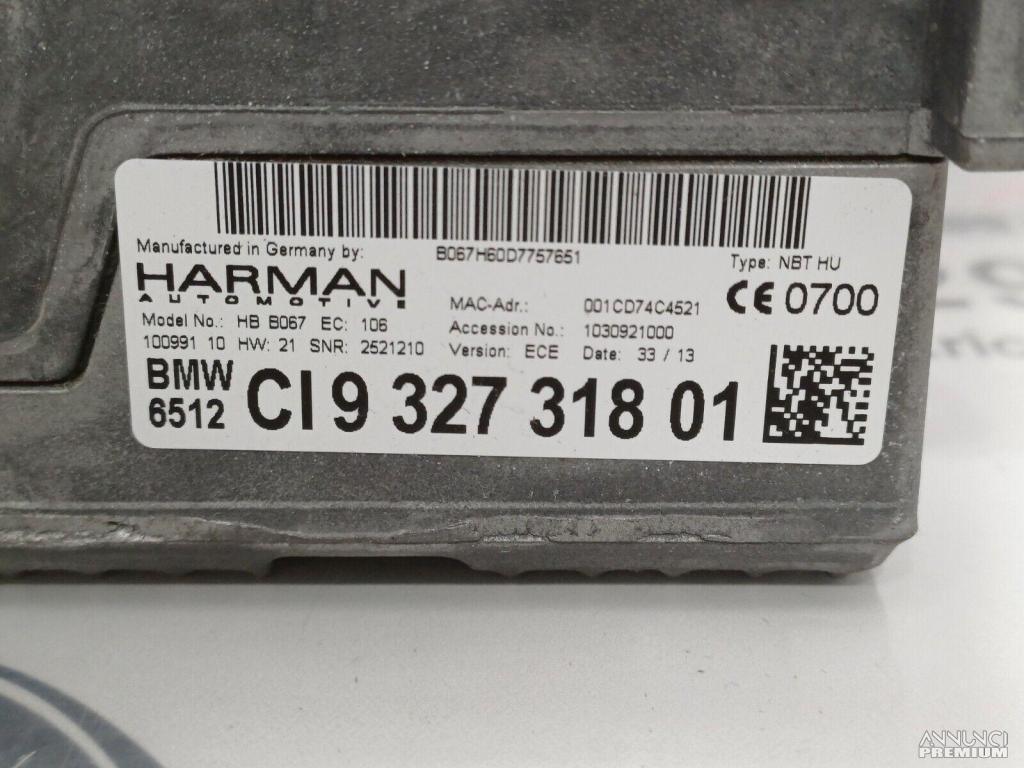 Manufactured in Germany by:
B067H60D7757651
Type: NBT HU
HARMAN
AUTOMOTIVE
MAC-Adr.: 001CD74C4521
CE 0700
Model No.: HB B067 EC: 106
Accession No.: 1030921000
100991 10 HW: 21 SNR: 2521210
Version: ECE Date: 33 / 13
BMW
6512
CI 9 327 318 01
ANNUNCI
PREMIUM